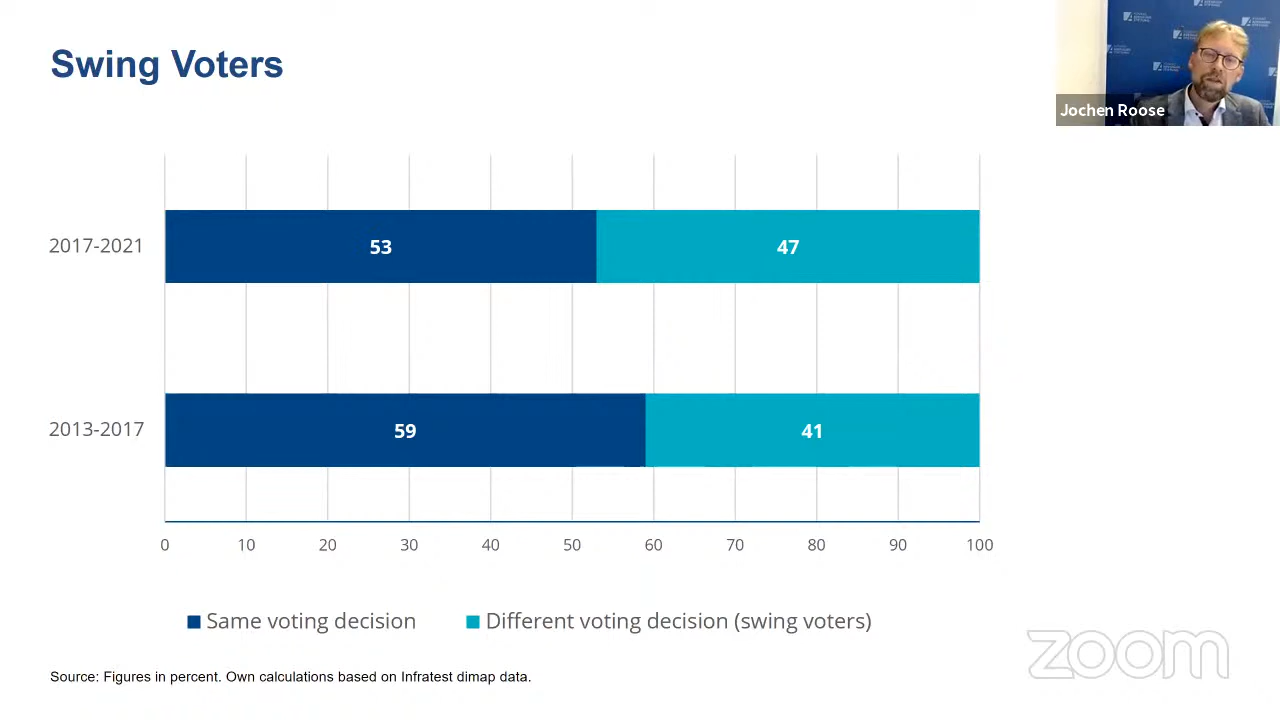 Swing Voters
Jochen Roose
2017-2021
53
47
2013-2017
59
41
0 10 20 30 40 50 60 70 80 90 100
Same voting decision
Different voting decision (swing voters)
zoom
Source: Figures in percent. Own calculations based on Infratest dimap data.